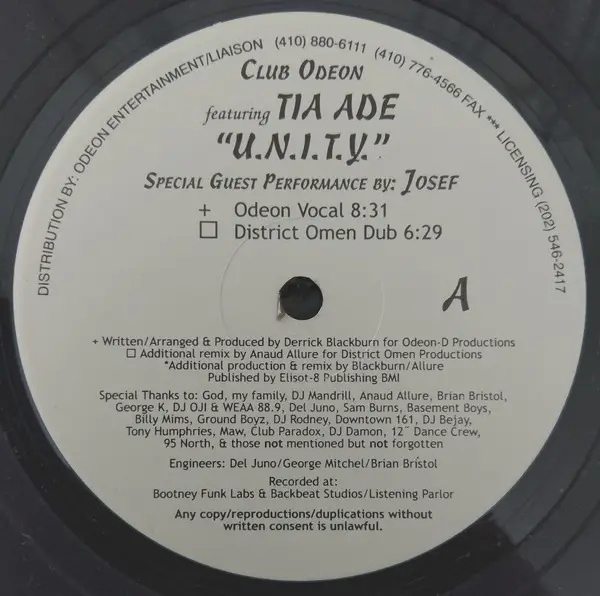 DISTRIBUTION BY: ODEON ENTERTAINMENT/LIAISON (410) 880-6111 (410) 776-4566 FAX *** LICENSING (202) 546-2417
CLUB ODEON
featuring TIA ADE
"U.N.I.T.Y."
SPECIAL GUEST PERFORMANCE BY: JOSEF
+ Odeon Vocal 8:31
□ District Omen Dub 6:29
A
+ Written/Arranged & Produced by Derrick Blackburn for Odeon-D Productions
□ Additional remix by Anaud Allure for District Omen Productions
*Additional production & remix by Blackburn/Allure
Published by Elisot-8 Publishing BMI
Special Thanks to: God, my family, DJ Mandrill, Anaud Allure, Brian Bristol,
George K, DJ OJI & WEAA 88.9, Del Juno, Sam Burns, Basement Boys,
Billy Mims, Ground Boyz, DJ Rodney, Downtown 161, DJ Bejay,
Tony Humphries, Maw, Club Paradox, DJ Damon, 12" Dance Crew,
95 North, & those not mentioned but not forgotten
Engineers: Del Juno/George Mitchel/Brian Bristol
Recorded at:
Bootney Funk Labs & Backbeat Studios/Listening Parlor
Any copy/reproductions/duplications without
written consent is unlawful.